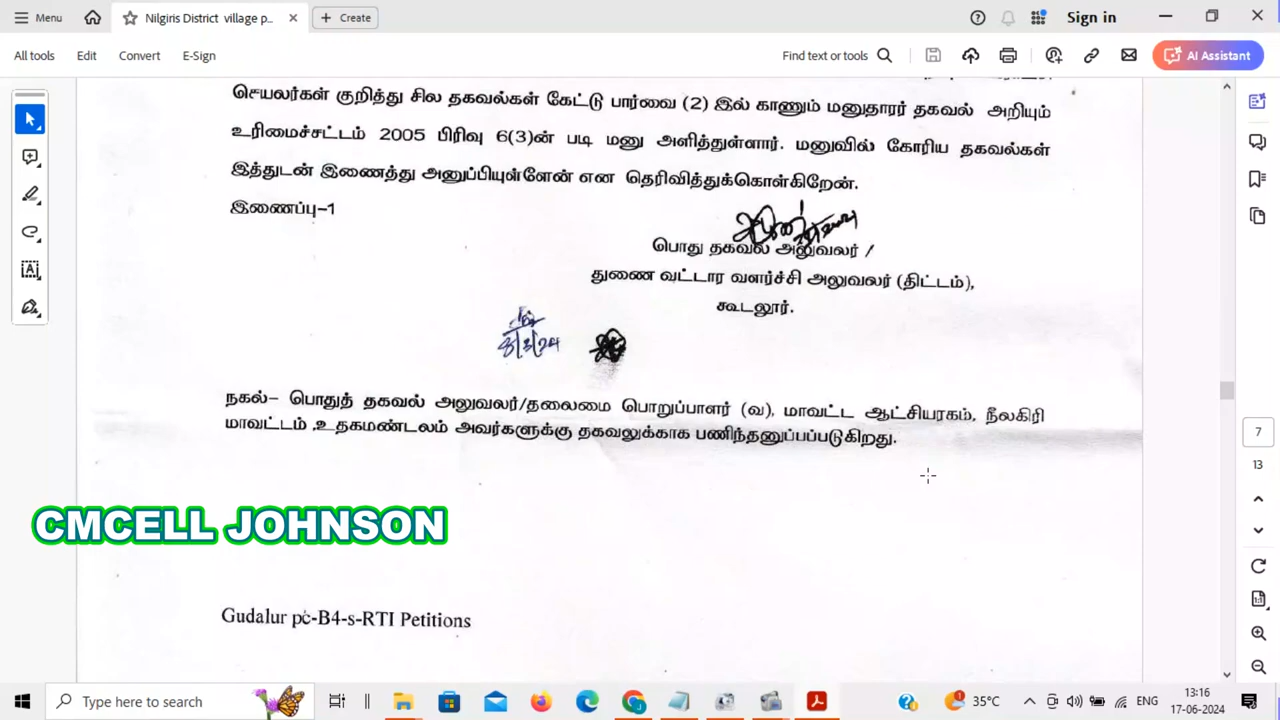 Menu
Nilgiris District village p...
Create
Sign in
All tools
Edit
Convert
E-Sign
Find text or tools
AI Assistant
செயலர்கள் குறித்து சில தகவல்கள் கேட்டு பார்வை (2) இல் காணும் மனுதாரர் தகவல் அறியும்
உரிமைச்சட்டம் 2005 பிரிவு 6(3)ன் படி மனு அளித்துள்ளார். மனுவில் கோரிய தகவல்கள்
இத்துடன் இணைத்து அனுப்பியுள்ளேன் என தெரிவித்துக்கொள்கிறேன்.
இணைப்பு-1
பொது தகவல் அலுவலர் /
துணை வட்டார வளர்ச்சி அலுவலர் (திட்டம்),
கூடலூர்.
நகல்- பொதுத் தகவல் அலுவலர்/தலைமை பொறுப்பாளர் (வ), மாவட்ட ஆட்சியரகம், நீலகிரி
மாவட்டம் ,உதகமண்டலம் அவர்களுக்கு தகவலுக்காக பணிந்தனுப்பப்படுகிறது.
7
13
CMCELL JOHNSON
Gudalur pc-B4-s-RTI Petitions
Type here to search
35°C
ENG
13:16
17-06-2024